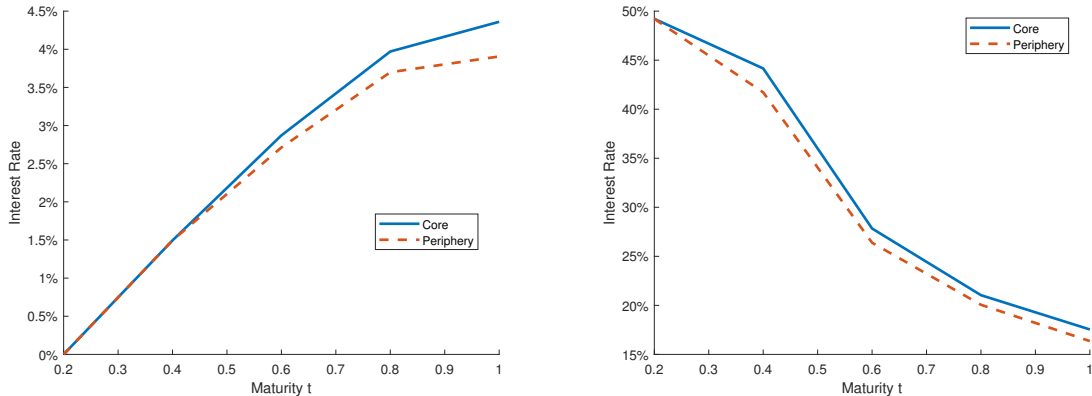 4.5%
4%
3.5%
3%
2.5%
2%
1.5%
1%
0.5%
0%
Interest Rate
0.2 0.3 0.4 0.5 0.6 0.7 0.8 0.9 1
Maturity t
Core
Periphery
50%
45%
40%
35%
30%
25%
20%
15%
Interest Rate
0.2 0.3 0.4 0.5 0.6 0.7 0.8 0.9 1
Maturity t
Core
Periphery